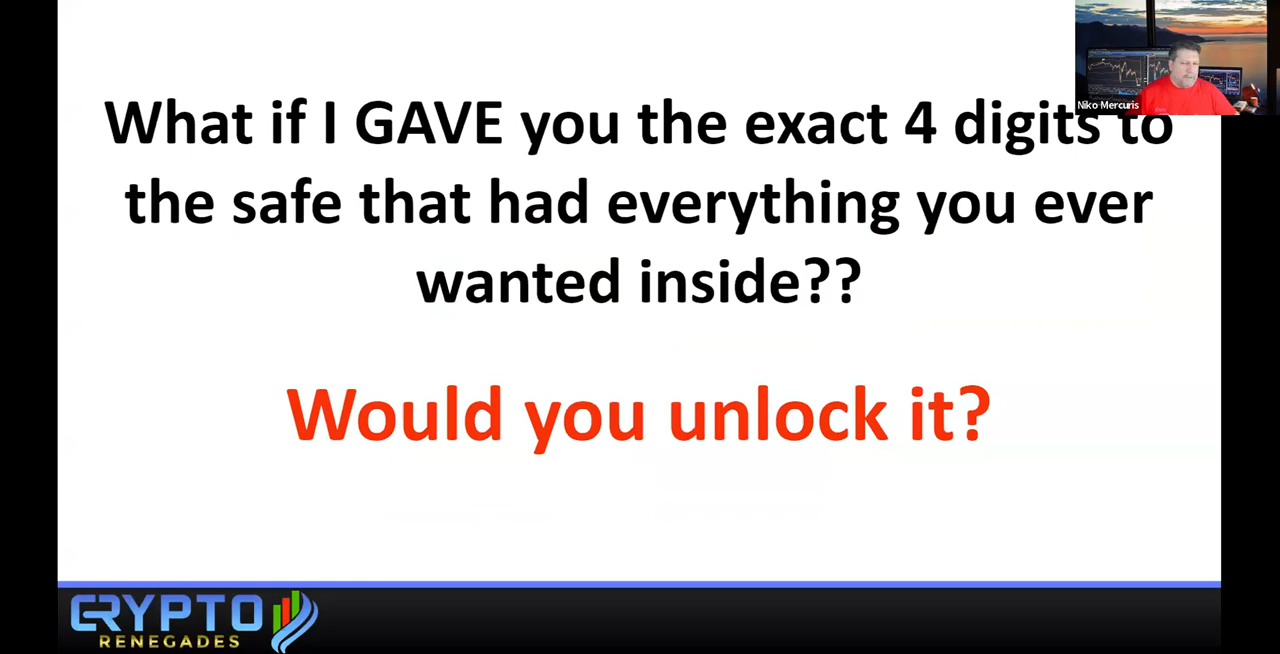 Niko Mercuris
What if I GAVE you the exact 4 digits to
the safe that had everything you ever
wanted inside??
Would you unlock it?
CRYPTO
RENEGADES